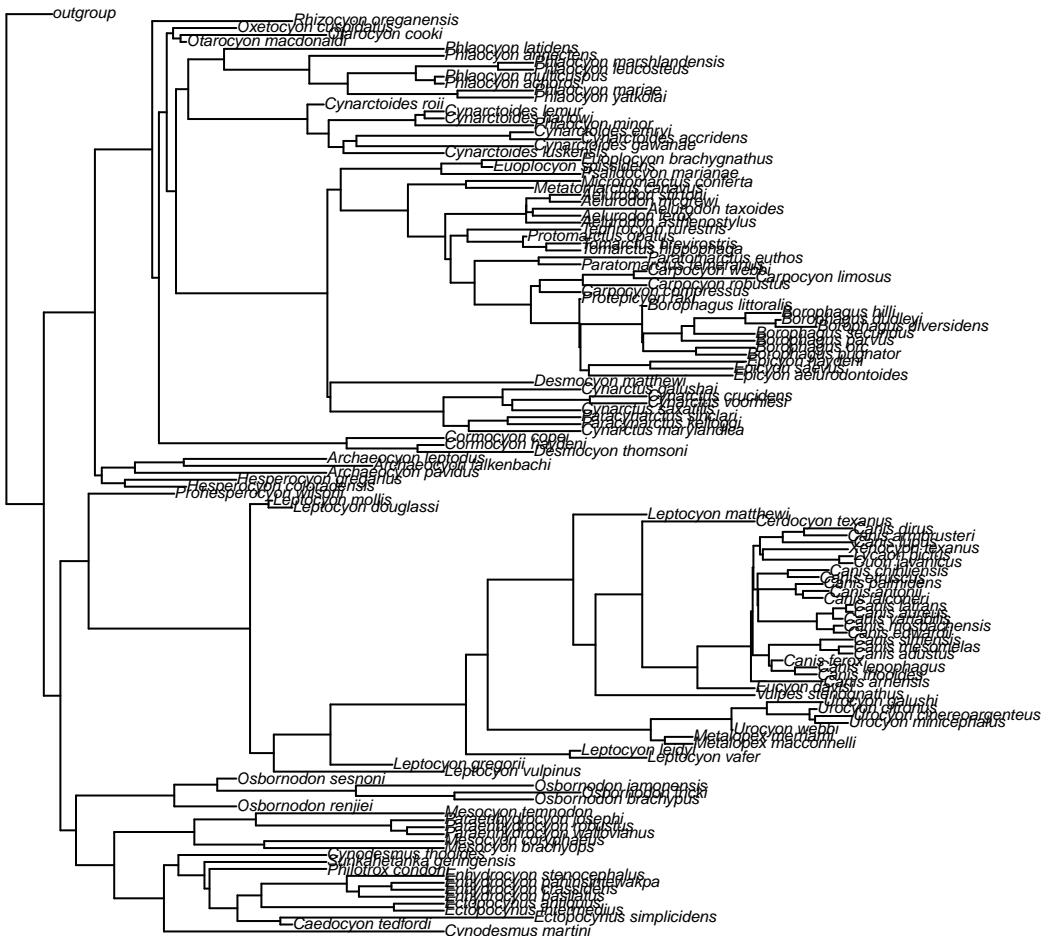 outgroup
Rhizocyon oreganensis
Oxetocyon cuspidatus
Otarocyon cooki
Otarocyon macdonaldi
Phlaocyon latidens
Phlaocyon annectens
Phlaocyon marshlandensis
Phlaocyon leucosteus
Phlaocyon multicuspus
Phlaocyon achoros
Phlaocyon mariae
Phlaocyon yatkolai
Cynarctoides roii
Cynarctoides lemur
Cynarctoides harlowi
Phlaocyon minor
Cynarctoides emryi
Cynarctoides accridens
Cynarctoides gawanae
Cynarctoides luskensis
Euoplocyon brachygnathus
Euoplocyon spissidens
Psalidocyon marianae
Microtomarctus conferta
Metatomarctus canavus
Aelurodon stirtoni
Aelurodon mcgrewi
Aelurodon taxoides
Aelurodon ferox
Aelurodon asthenostylus
Tephrocyon rurestris
Protomarctus opatus
Tomarctus brevirostris
Tomarctus hippophaga
Paratomarctus euthos
Paratomarctus temerarius
Carpocyon webbi
Carpocyon limosus
Carpocyon robustus
Carpocyon compressus
Protepicyon raki
Borophagus littoralis
Borophagus hilli
Borophagus dudleyi
Borophagus diversidens
Borophagus secundus
Borophagus parvus
Borophagus orc
Borophagus pugnator
Epicyon haydeni
Epicyon saevus
Epicyon aelurodontoides
Desmocyon matthewi
Cynarctus galushai
Cynarctus crucidens
Cynarctus voorhiesi
Cynarctus saxatilis
Paracynarctus sinclari
Paracynarctus kelloggi
Cynarctus marylandica
Cormocyon copei
Cormocyon haydeni
Desmocyon thomsoni
Archaeocyon leptodus
Archaeocyon falkenbachi
Archaeocyon pavidus
Hesperocyon gregarius
Hesperocyon coloradensis
Prohesperocyon wilsoni
Leptocyon mollis
Leptocyon douglassi
Leptocyon matthewi
Cerdocyon texanus
Canis dirus
Canis armbrusteri
Canis lupus
Xenocyon texanus
Lycaon pictus
Cuon javanicus
Canis chihliensis
Canis etruscus
Canis palmidens
Canis antonii
Canis falconeri
Canis latrans
Canis aureus
Canis variabilis
Canis mosbachensis
Canis edwardii
Canis simensis
Canis mesomelas
Canis adustus
Canis ferox
Canis lepophagus
Canis thooides
Canis arnensis
Eucyon davisi
Vulpes stenognathus
Urocyon galushi
Urocyon citronus
Urocyon cinereoargenteus
Urocyon minicephalus
Urocyon webbi
Metalopex merriami
Metalopex macconnelli
Leptocyon leidyi
Leptocyon vafer
Leptocyon gregorii
Leptocyon vulpinus
Osbornodon sesnoni
Osbornodon iamonensis
Osbornodon fricki
Osbornodon brachypus
Osbornodon renjiei
Mesocyon temnodon
Paraenhydrocyon josephi
Paraenhydrocyon robustus
Paraenhydrocyon wallovianus
Mesocyon coryphaeus
Mesocyon brachyops
Cynodesmus thooides
Sunkahetanka geringensis
Philotrox condoni
Enhydrocyon stenocephalus
Enhydrocyon pahinsintewakpa
Enhydrocyon crassidens
Enhydrocyon basilatus
Ectopocynus antiquus
Ectopocynus intermedius
Ectopocynus simplicidens
Caedocyon tedfordi
Cynodesmus martini